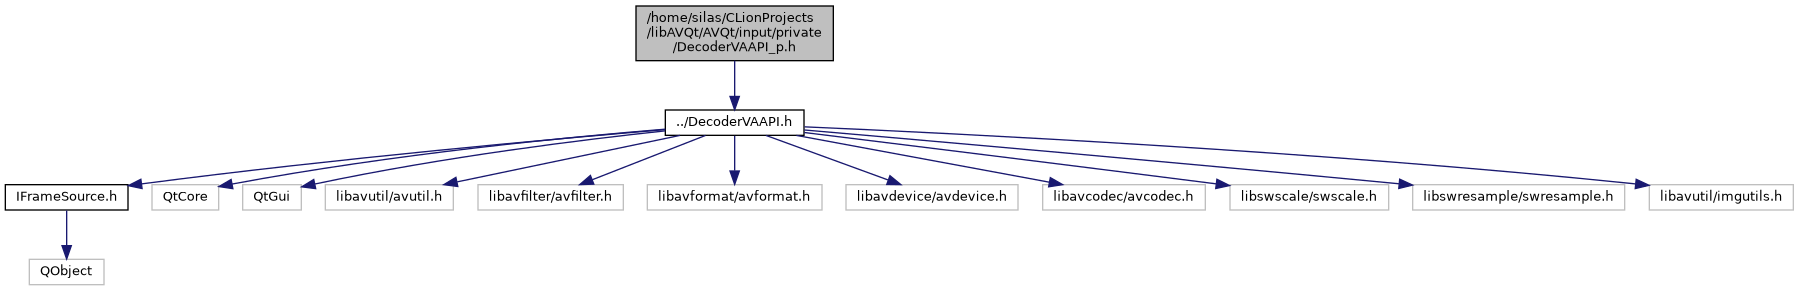 /home/silas/CLionProjects
/libAVQt/AVQt/input/private
/DecoderVAAPI_p.h
../DecoderVAAPI.h
IFrameSource.h
QtCore
QtGui
libavutil/avutil.h
libavfilter/avfilter.h
libavformat/avformat.h
libavdevice/avdevice.h
libavcodec/avcodec.h
libswscale/swscale.h
libswresample/swresample.h
libavutil/imgutils.h
QObject